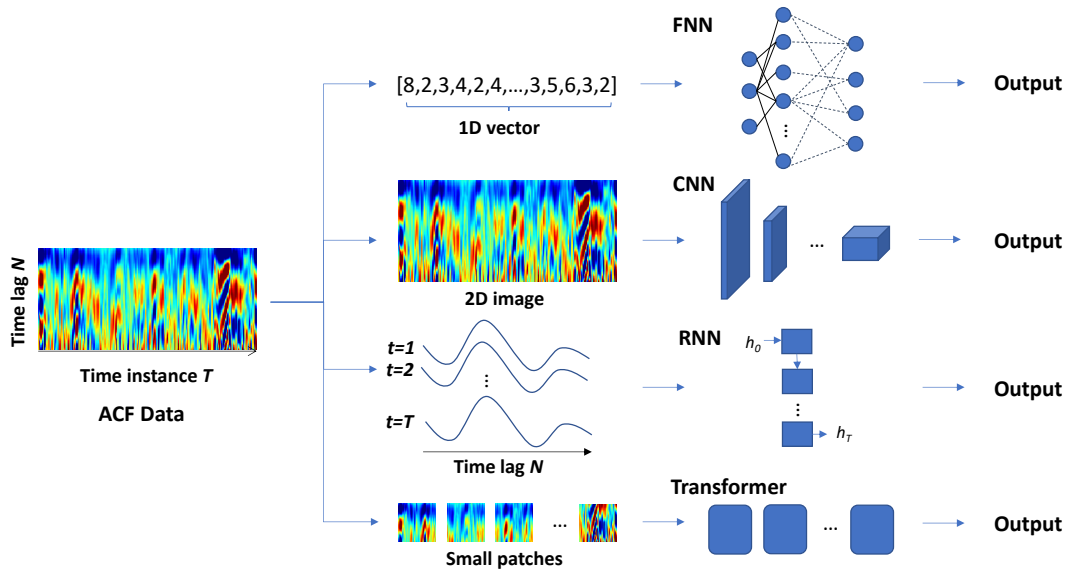 FNN
[8,2,3,4,2,4,...,3,5,6,3,2]
1D vector
...
Output
CNN
...
2D image
Output
Time lag N
Time instance T
ACF Data
RNN
t=1
t=2
...
t=T
Time lag N
h₀
...
h_T
Output
Transformer
...
Small patches
...
Output